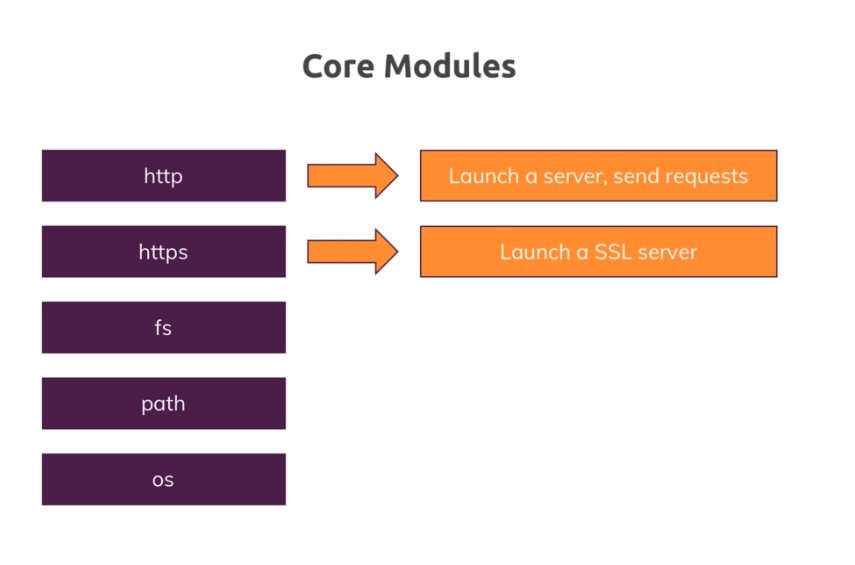 Core Modules
http
Launch a server, send requests
https
Launch a SSL server
fs
path
os